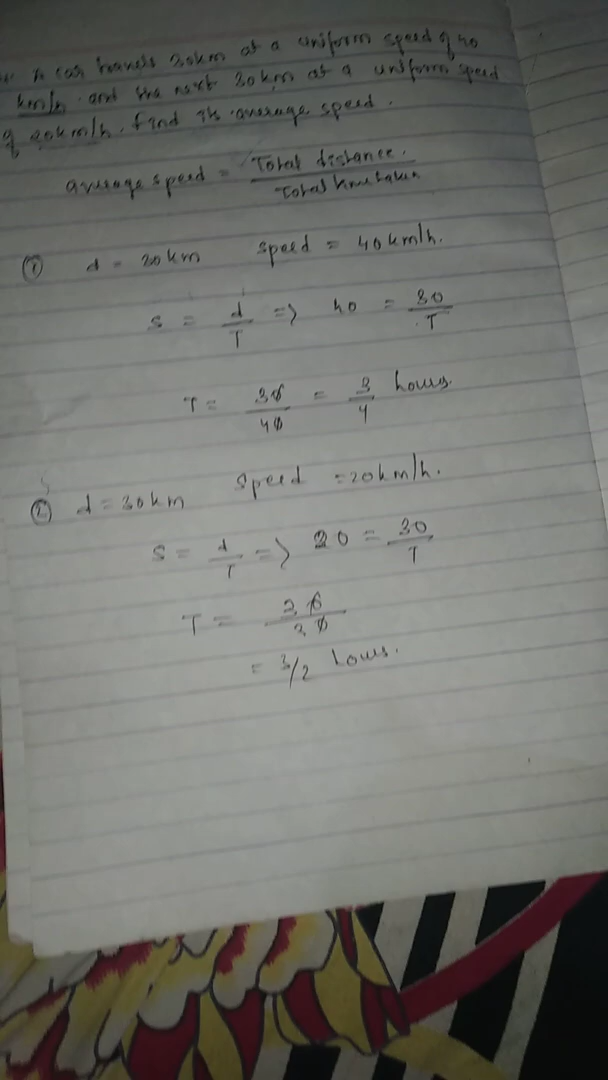 A car travels 30km at a uniform speed of 40
km/h and the next 30km at a uniform speed
of 20km/h. find its average speed.
average speed = Total distance. / Total time taken
① d = 30km speed = 40km/h.
s = d/T => 40 = 30/T
T = 30/40 = 3/4 hours.
② d = 30km speed = 20km/h.
s = d/T => 20 = 30/T
T = 30/20
= 3/2 hours.